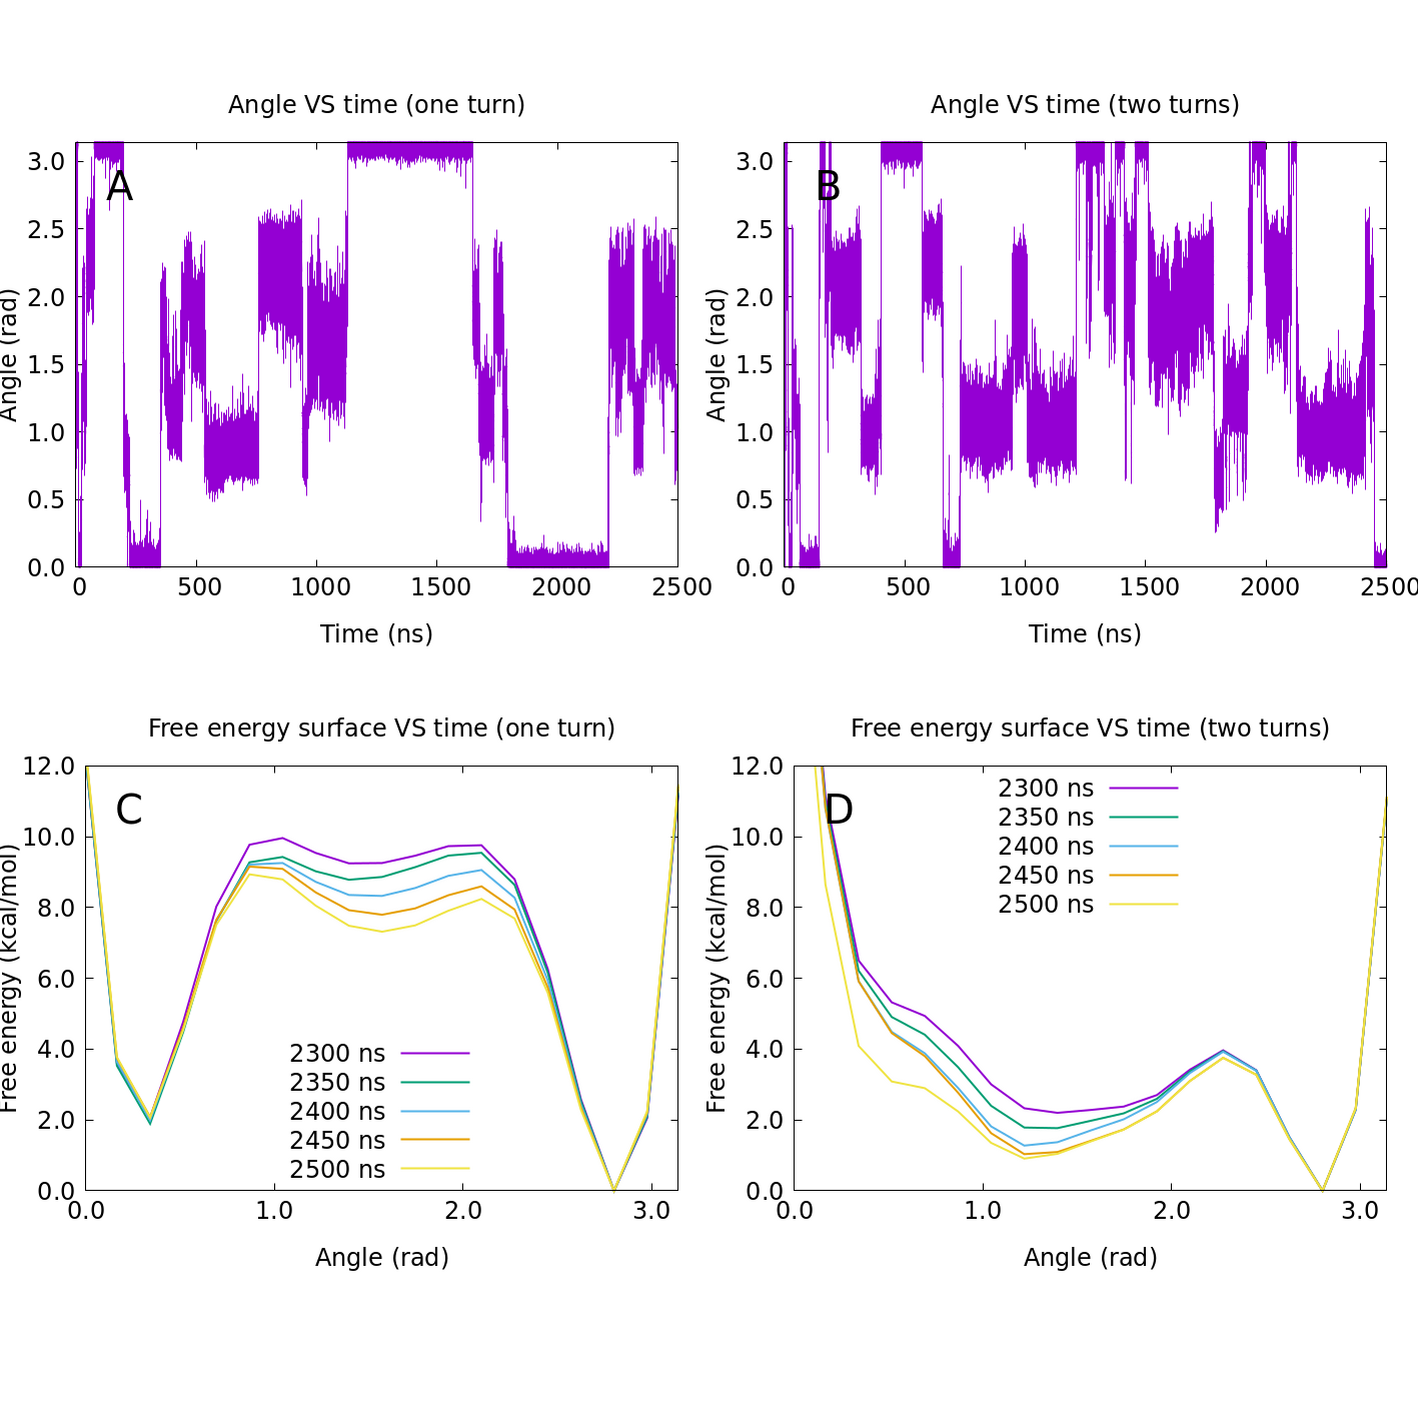 Angle VS time (one turn)
Angle (rad)
3.0
2.5
2.0
1.5
1.0
0.5
0.0
A
0 500 1000 1500 2000 2500
Time (ns)
Angle VS time (two turns)
Angle (rad)
3.0
2.5
2.0
1.5
1.0
0.5
0.0
B
0 500 1000 1500 2000 2500
Time (ns)
Free energy surface VS time (one turn)
Free energy (kcal/mol)
12.0
10.0
8.0
6.0
4.0
2.0
0.0
C
2300 ns
2350 ns
2400 ns
2450 ns
2500 ns
0.0 1.0 2.0 3.0
Angle (rad)
Free energy surface VS time (two turns)
Free energy (kcal/mol)
12.0
10.0
8.0
6.0
4.0
2.0
0.0
D
2300 ns
2350 ns
2400 ns
2450 ns
2500 ns
0.0 1.0 2.0 3.0
Angle (rad)